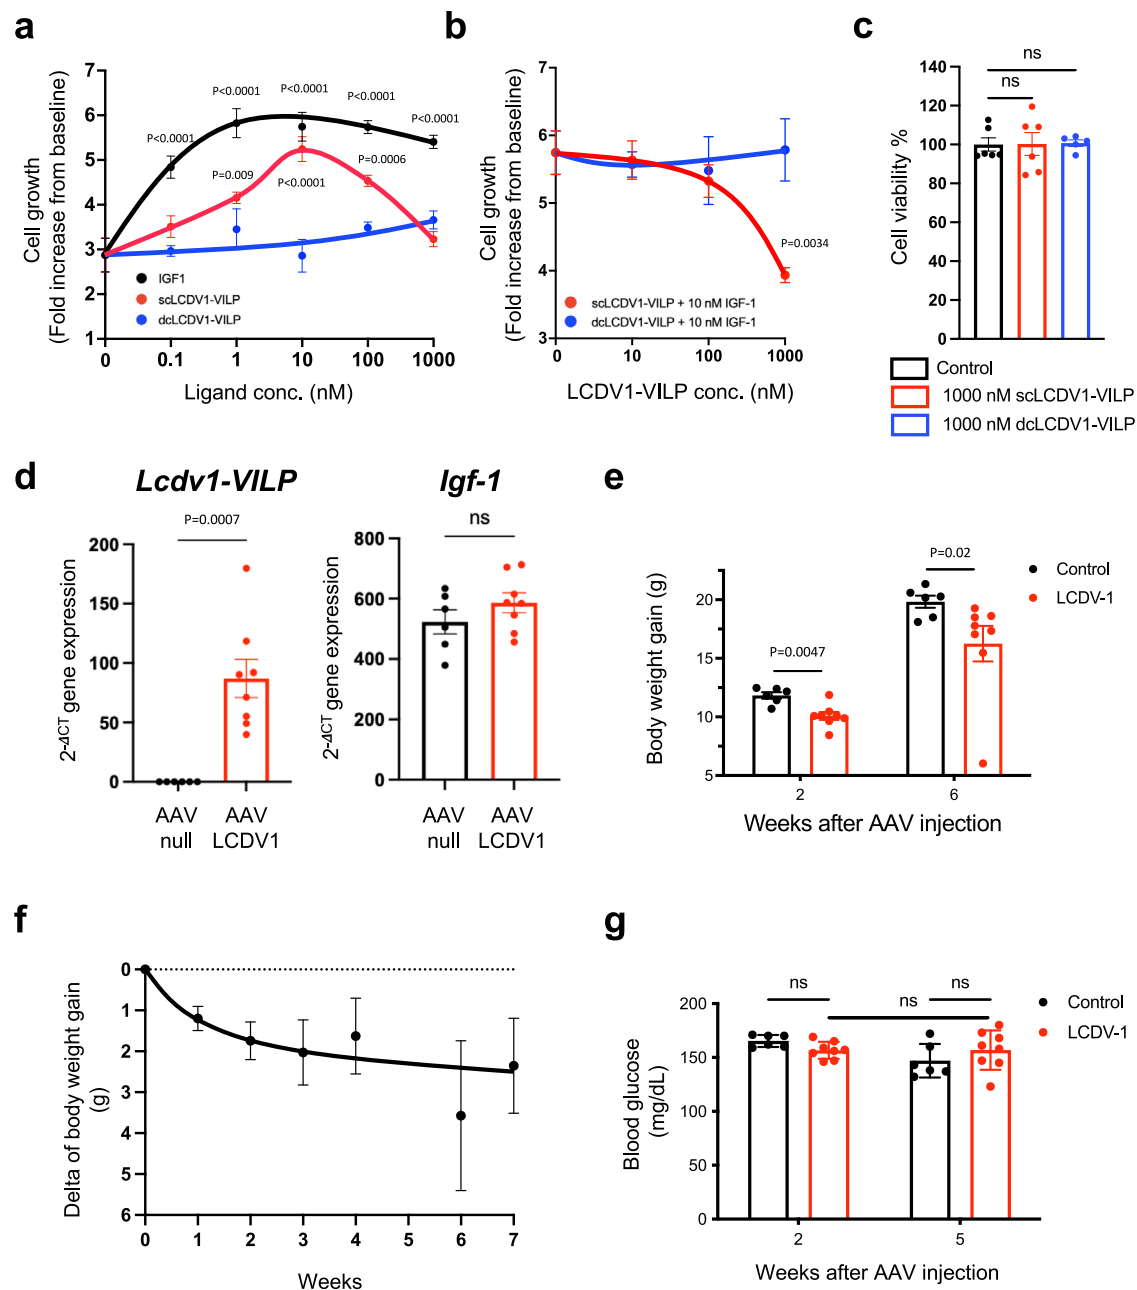 a
7
6
5
4
3
2
1
Cell growth
(Fold increase from baseline)
P<0.0001
P<0.0001
P<0.0001
P<0.0001
P<0.0001
P=0.009
P<0.0001
P=0.0006
IGF1
scLCDV1-VILP
dcLCDV1-VILP
0
0.1
1
10
100
1000
Ligand conc. (nM)
b
7
6
5
4
3
Cell growth
(Fold increase from baseline)
P=0.0034
scLCDV1-VILP + 10 nM IGF-1
dcLCDV1-VILP + 10 nM IGF-1
0
10
100
1000
LCDV1-VILP conc. (nM)
c
ns
ns
140
120
100
80
60
40
20
0
Cell viability %
Control
1000 nM scLCDV1-VILP
1000 nM dcLCDV1-VILP
d
Lcdv1-VILP
P=0.0007
200
150
100
50
0
2-ΔCT gene expression
AAV
null
AAV
LCDV1
Igf-1
ns
800
600
400
200
0
2-ΔCT gene expression
AAV
null
AAV
LCDV1
e
P=0.02
P=0.0047
Control
LCDV-1
20
15
10
5
Body weight gain (g)
2
6
Weeks after AAV injection
f
0
1
2
3
4
5
6
Delta of body weight gain
(g)
0
1
2
3
4
5
6
7
Weeks
g
ns
ns
ns
Control
LCDV-1
200
150
100
50
0
Blood glucose
(mg/dL)
2
5
Weeks after AAV injection